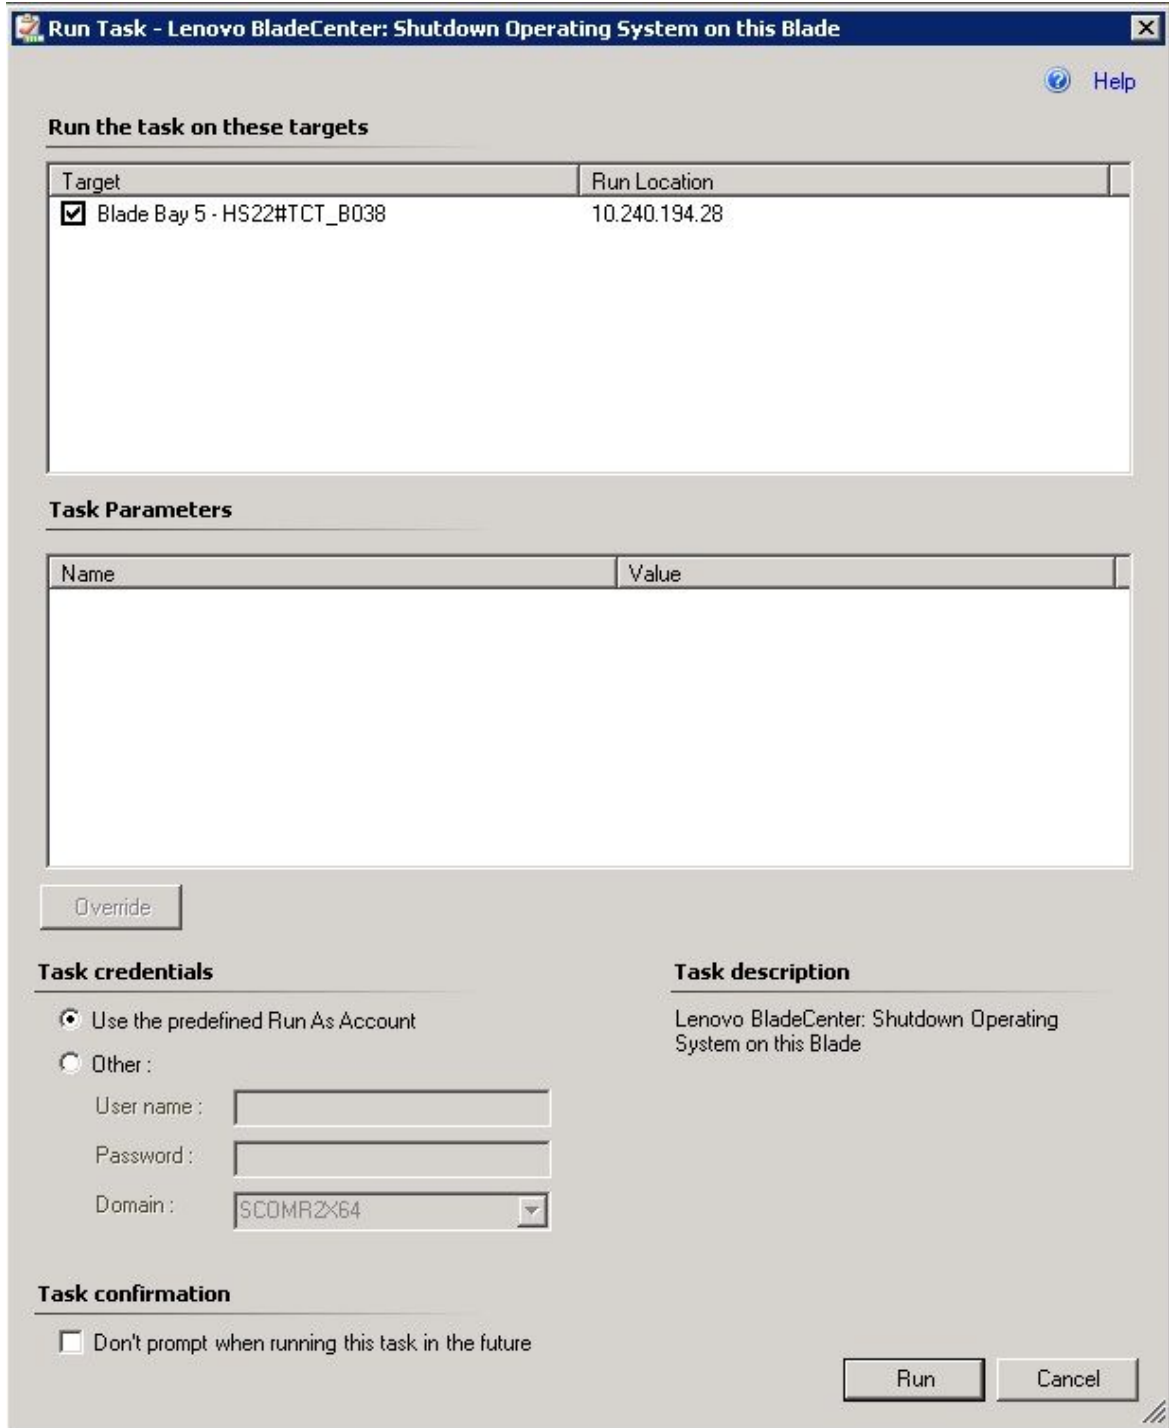 Run Task - Lenovo BladeCenter: Shutdown Operating System on this Blade
Help
Run the task on these targets
Target Run Location
Blade Bay 5 - HS22#TCT_B038 10.240.194.28
Task Parameters
Name Value
Override
Task credentials
Use the predefined Run As Account
Other :
User name :
Password :
Domain : SCOMR2X64
Task description
Lenovo BladeCenter: Shutdown Operating
System on this Blade
Task confirmation
Don't prompt when running this task in the future
Run Cancel